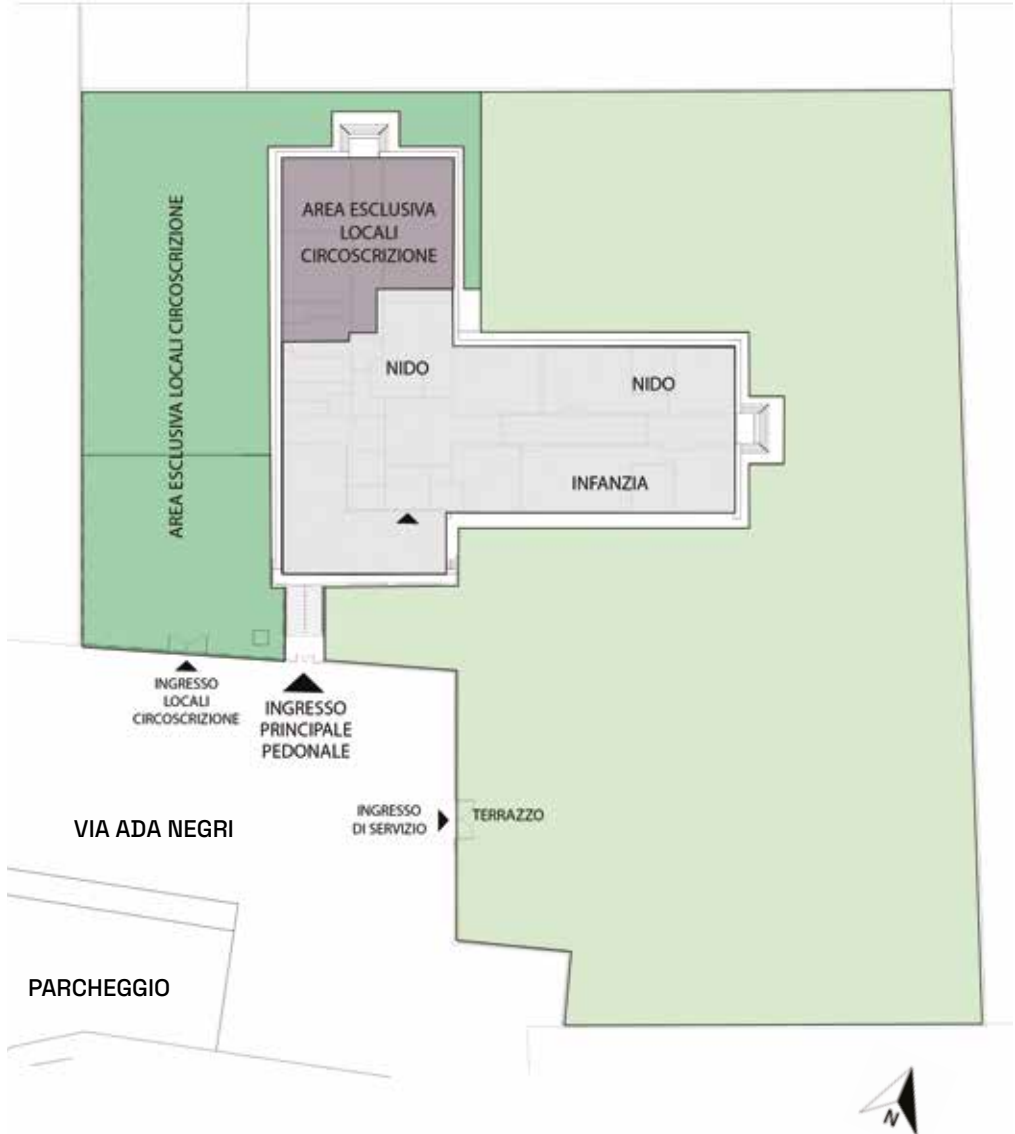 AREA ESCLUSIVA LOCALI CIRCOSCRIZIONE
AREA ESCLUSIVA
LOCALI
CIRCOSCRIZIONE
NIDO
NIDO
INFANZIA
INGRESSO
LOCALI
CIRCOSCRIZIONE
INGRESSO
PRINCIPALE
PEDONALE
INGRESSO
DI SERVIZIO
TERRAZZO
VIA ADA NEGRI
PARCHEGGIO
N